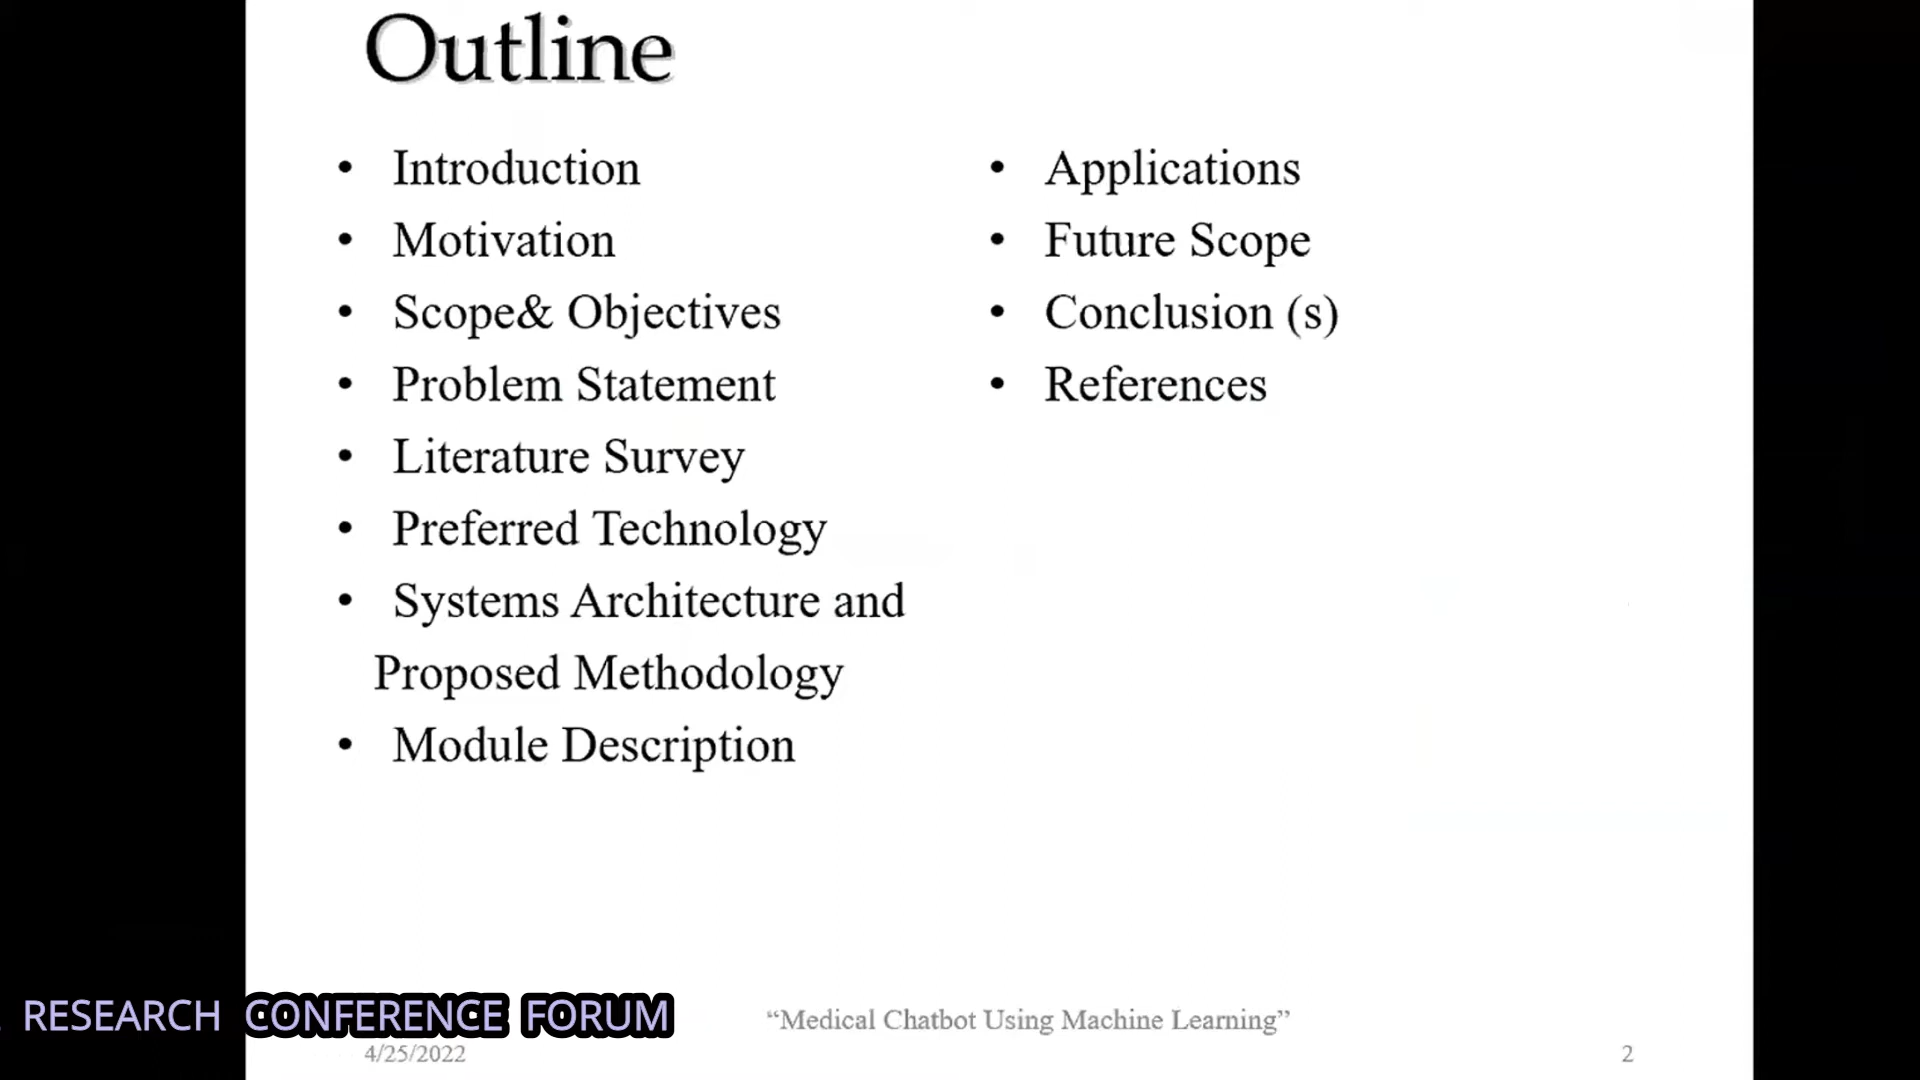 Outline
• Introduction
• Motivation
• Scope& Objectives
• Problem Statement
• Literature Survey
• Preferred Technology
• Systems Architecture and
Proposed Methodology
• Module Description
• Applications
• Future Scope
• Conclusion (s)
• References
RESEARCH CONFERENCE FORUM
“Medical Chatbot Using Machine Learning”
4/25/2022
2